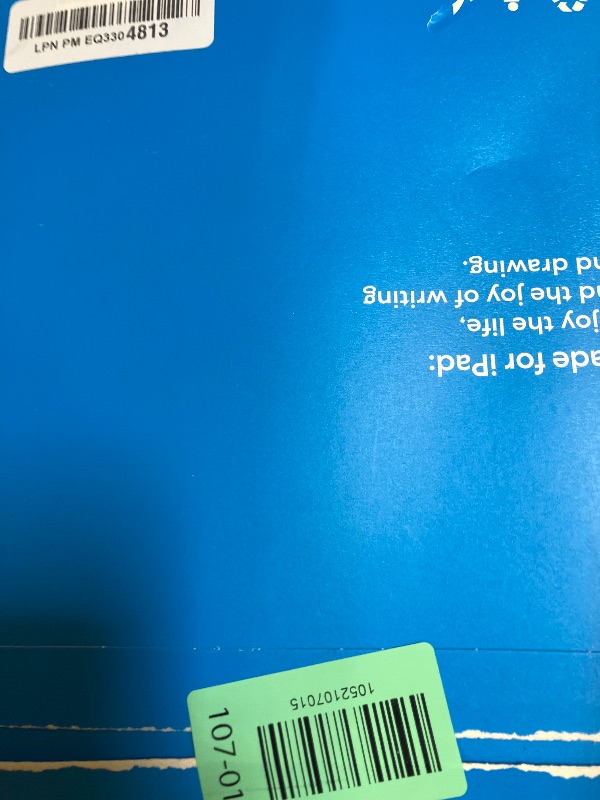 LPN PM EQ3304813
ade for iPad:
joy the life,
nd the joy of writing
nd drawing.
1052107015
107-01